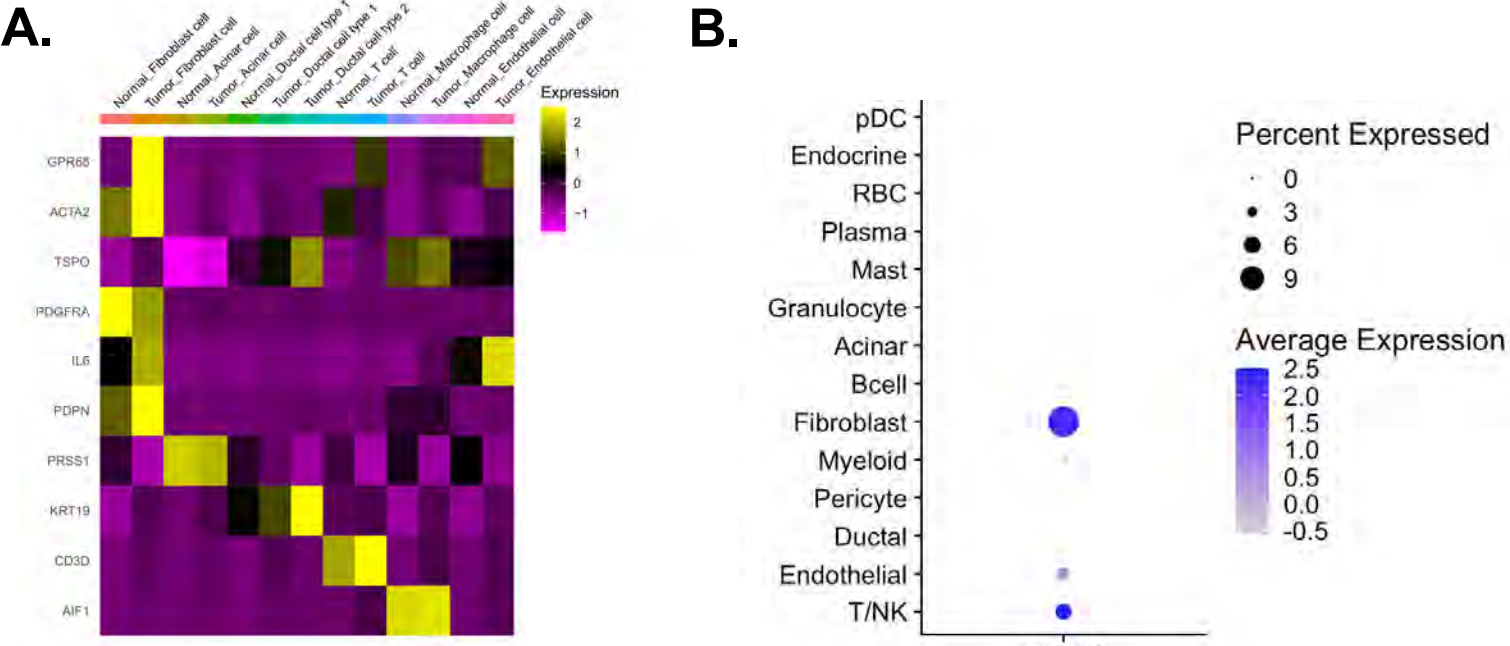 A.
B.
Normal_Fibroblast cell
Tumor_Fibroblast cell
Normal_Acinar cell
Tumor_Acinar cell
Normal_Ductal cell type 1
Tumor_Ductal cell type 1
Tumor_Ductal cell type 2
Normal_T cell
Tumor_T cell
Normal_Macrophage cell
Tumor_Macrophage cell
Normal_Endothelial cell
Tumor_Endothelial cell
Expression
2
1
0
−1
GPR68
ACTA2
TSPO
PDGFRA
IL6
PDPN
PRSS1
KRT19
CD3D
AIF1
pDC
Endocrine
RBC
Plasma
Mast
Granulocyte
Acinar
Bcell
Fibroblast
Myeloid
Pericyte
Ductal
Endothelial
T/NK
Percent Expressed
0
3
6
9
Average Expression
2.5
2.0
1.5
1.0
0.5
0.0
-0.5